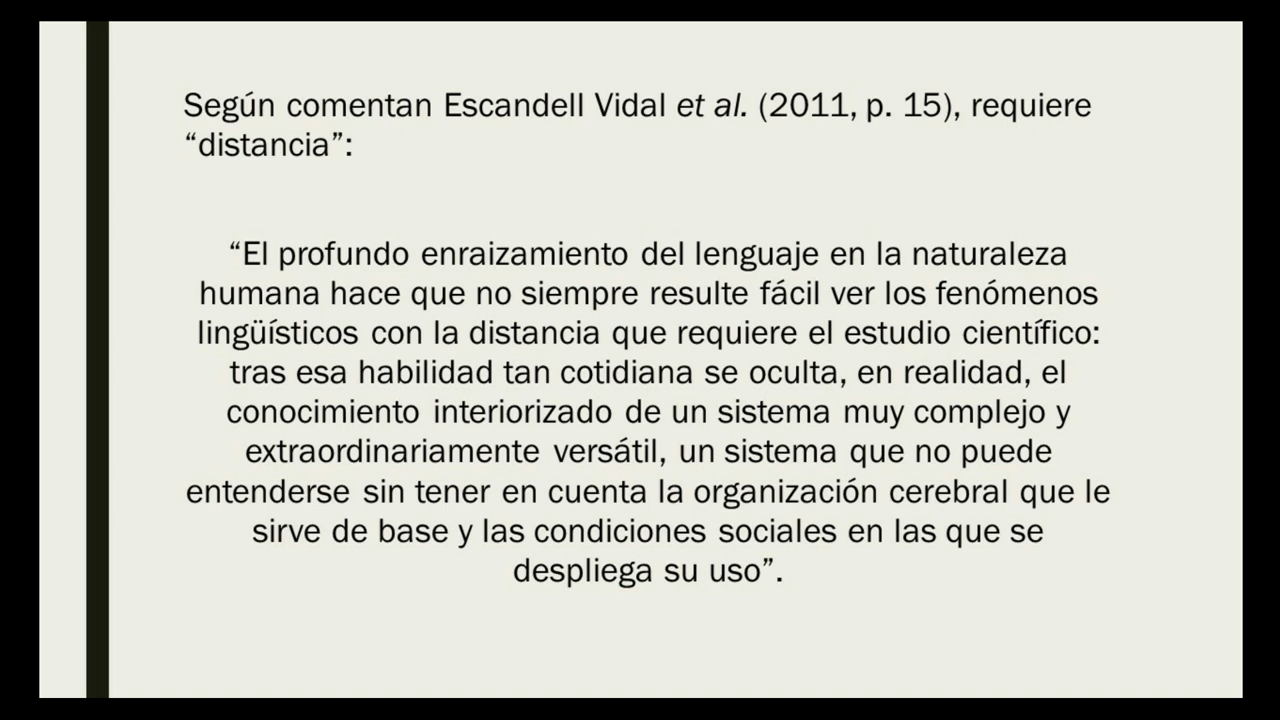 Según comentan Escandell Vidal et al. (2011, p. 15), requiere
“distancia”:
“El profundo enraizamiento del lenguaje en la naturaleza
humana hace que no siempre resulte fácil ver los fenómenos
lingüísticos con la distancia que requiere el estudio científico:
tras esa habilidad tan cotidiana se oculta, en realidad, el
conocimiento interiorizado de un sistema muy complejo y
extraordinariamente versátil, un sistema que no puede
entenderse sin tener en cuenta la organización cerebral que le
sirve de base y las condiciones sociales en las que se
despliega su uso”.